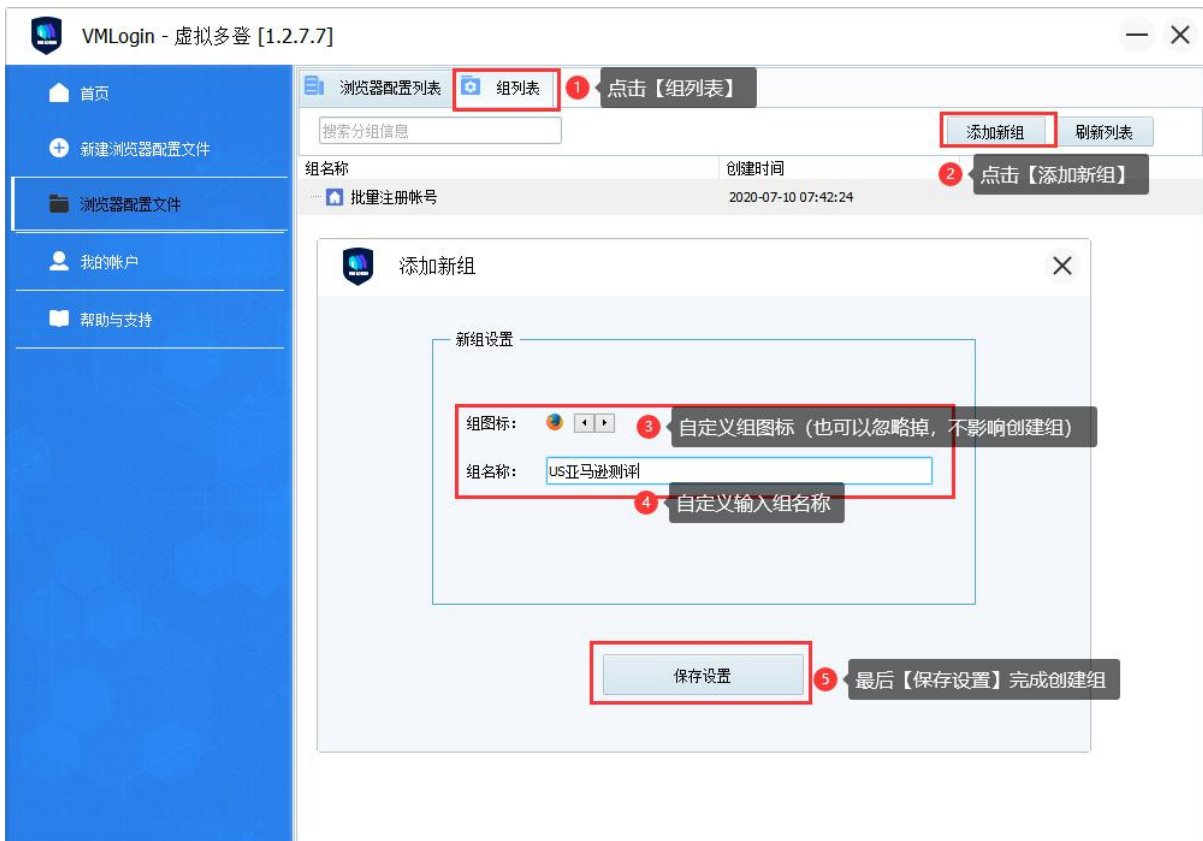 VMLogin - 虚拟多登 [1.2.7.7]
首页
新建浏览器配置文件
浏览器配置文件
我的帐户
帮助与支持
浏览器配置列表 组列表 1 点击【组列表】
搜索分组信息 添加新组 刷新列表
组名称 创建时间 2 点击【添加新组】
批量注册帐号 2020-07-10 07:42:24
添加新组
新组设置
组图标： 3 自定义组图标（也可以忽略掉，不影响创建组）
组名称： US亚马逊测评
4 自定义输入组名称
保存设置 5 最后【保存设置】完成创建组